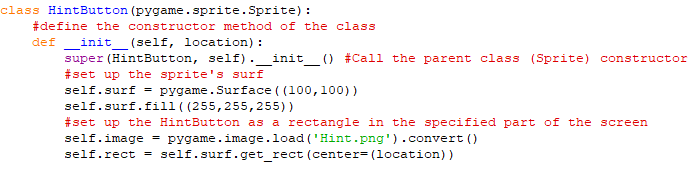 class HintButton(pygame.sprite.Sprite):
    #define the constructor method of the class
    def __init__(self, location):
        super(HintButton, self).__init__() #Call the parent class (Sprite) constructor
        #set up the sprite's surf
        self.surf = pygame.Surface((100,100))
        self.surf.fill((255,255,255))
        #set up the HintButton as a rectangle in the specified part of the screen
        self.image = pygame.image.load('Hint.png').convert()
        self.rect = self.surf.get_rect(center=(location))